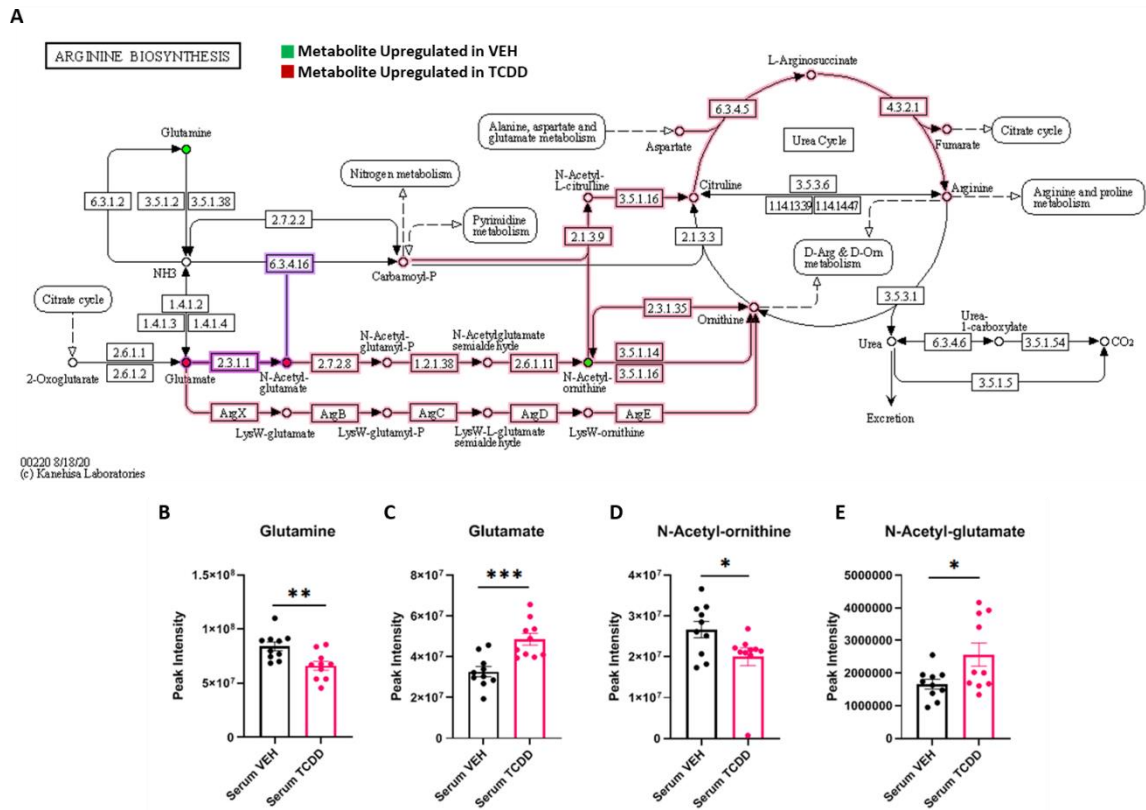 A
ARGININE BIOSYNTHESIS
Metabolite Upregulated in VEH
Metabolite Upregulated in TCDD
L-Arginosuccinate
6.3.4.5
4.3.2.1
Alanine, aspartate and
glutamate metabolism
Aspartate
Urea Cycle
Fumarate
Citrate cycle
Glutamine
Nitrogen metabolism
N-Acetyl-
L-citrulline
Citruline
3.5.3.6
Arginine
Arginine and proline
metabolism
6.3.1.2
3.5.1.2
3.5.1.38
3.5.1.16
1.14.13.39
1.14.14.47
2.7.2.2
Pyrimidine
metabolism
2.1.3.9
2.1.3.3
D-Arg & D-Orn
metabolism
NH3
6.3.4.16
Carbamoyl-P
Citrate cycle
1.4.1.2
1.4.1.3
1.4.1.4
2.3.1.35
Ornithine
3.5.3.1
Urea-
1-carboxylate
N-Acetyl-
glutamyl-P
N-Acetylglutamate
semialdehyde
2-Oxoglutarate
2.6.1.1
2.6.1.2
Glutamate
2.3.1.1
N-Acetyl-
glutamate
2.7.2.8
1.2.1.38
2.6.1.11
N-Acetyl-
ornithine
3.5.1.14
3.5.1.16
Urea
6.3.4.6
3.5.1.54
CO2
3.5.1.5
ArgX
ArgB
ArgC
ArgD
ArgE
LysW-glutamate
LysW-glutamyl-P
LysW-L-glutamate
semialdehyde
LysW-ornithine
Excretion
00220 8/18/20
(c) Kanehisa Laboratories
B
Glutamine
Peak Intensity
1.5×10⁸
1×10⁸
5×10⁷
0
**
Serum VEH
Serum TCDD
C
Glutamate
Peak Intensity
8×10⁷
6×10⁷
4×10⁷
2×10⁷
0
***
Serum VEH
Serum TCDD
D
N-Acetyl-ornithine
Peak Intensity
4×10⁷
3×10⁷
2×10⁷
1×10⁷
0
*
Serum VEH
Serum TCDD
E
N-Acetyl-glutamate
Peak Intensity
5000000
4000000
3000000
2000000
1000000
0
*
Serum VEH
Serum TCDD